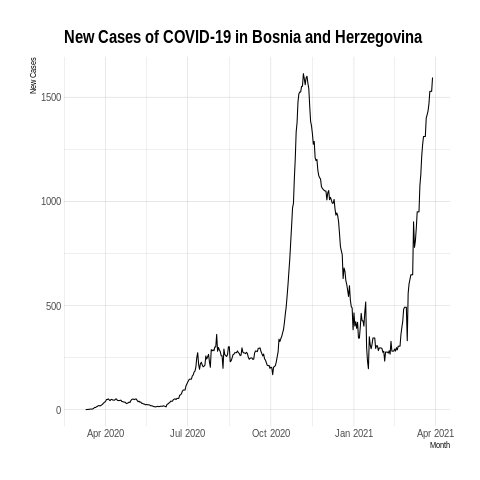 New Cases of COVID-19 in Bosnia and Herzegovina
New Cases
1500
1000
500
0
Apr 2020 Jul 2020 Oct 2020 Jan 2021 Apr 2021
Month